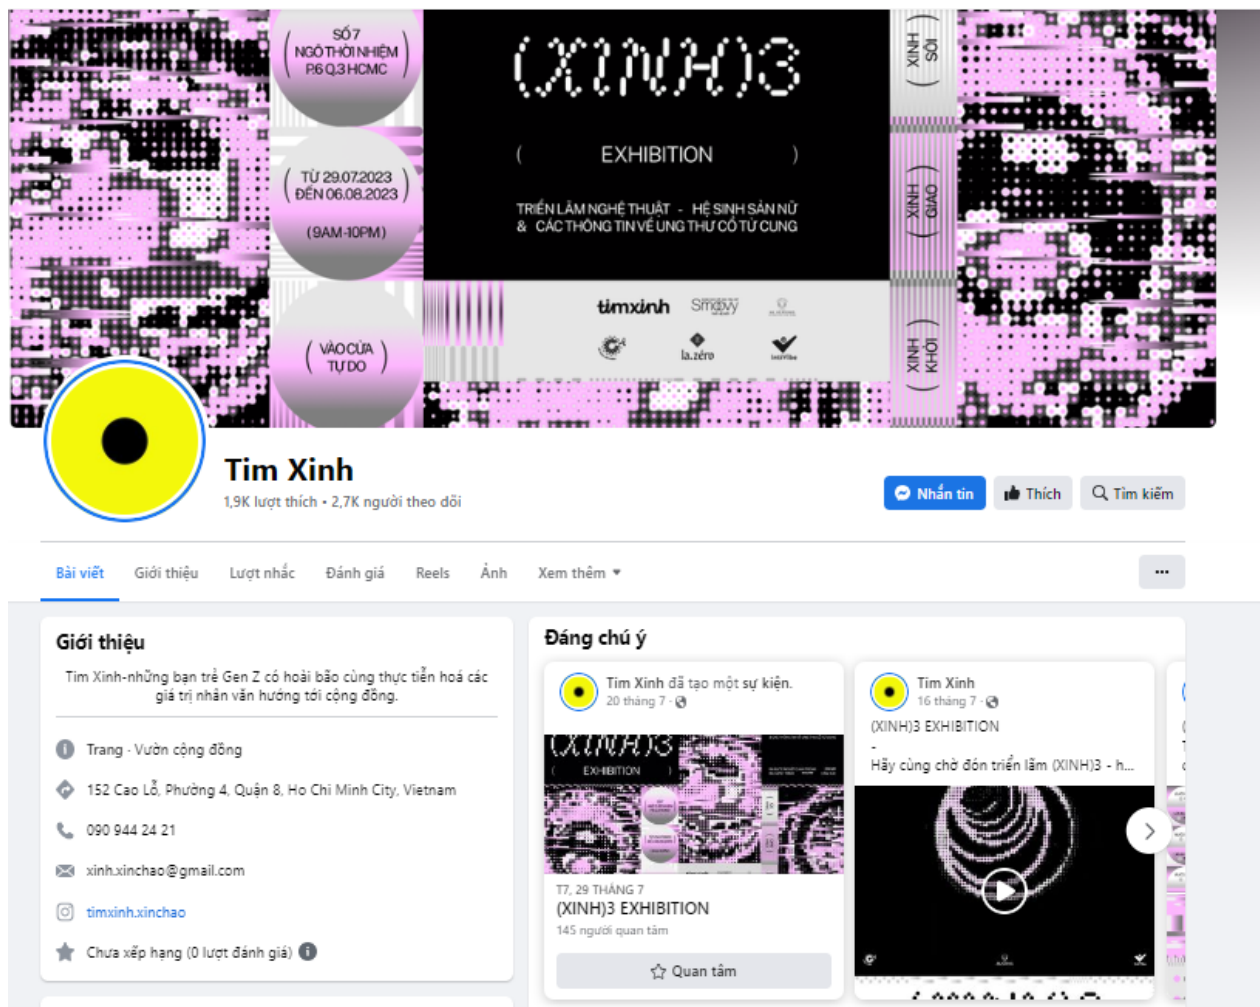 SỐ 7
NGÔ THỜI NHIỆM
P.6 Q.3 HCMC
TỪ 29.07.2023
ĐẾN 06.08.2023
(9AM-10PM)
VÀO CỬA
TỰ DO
(XINH)3
( EXHIBITION )
TRIỂN LÃM NGHỆ THUẬT - HỆ SINH SẢN NỮ
& CÁC THÔNG TIN VỀ UNG THƯ CỔ TỬ CUNG
timxinh
Smoovy
la.zéro
XINH
SÔI
XINH
GIAO
XINH
KHỞI
Tim Xinh
1,9K lượt thích • 2,7K người theo dõi
Nhắn tin
Thích
Tìm kiếm
Bài viết
Giới thiệu
Lượt nhắc
Đánh giá
Reels
Ảnh
Xem thêm
Giới thiệu
Tim Xinh-những bạn trẻ Gen Z có hoài bão cùng thực tiễn hoá các
giá trị nhân văn hướng tới cộng đồng.
Trang · Vườn cộng đồng
152 Cao Lỗ, Phường 4, Quận 8, Ho Chi Minh City, Vietnam
090 944 24 21
xinh.xinchao@gmail.com
timxinh.xinchao
Chưa xếp hạng (0 lượt đánh giá)
Đáng chú ý
Tim Xinh đã tạo một sự kiện.
20 tháng 7 ·
(XINH)3
( EXHIBITION )
T7, 29 THÁNG 7
(XINH)3 EXHIBITION
145 người quan tâm
Quan tâm
Tim Xinh
16 tháng 7 ·
(XINH)3 EXHIBITION
-
Hãy cùng chờ đón triển lãm (XINH)3 - h...